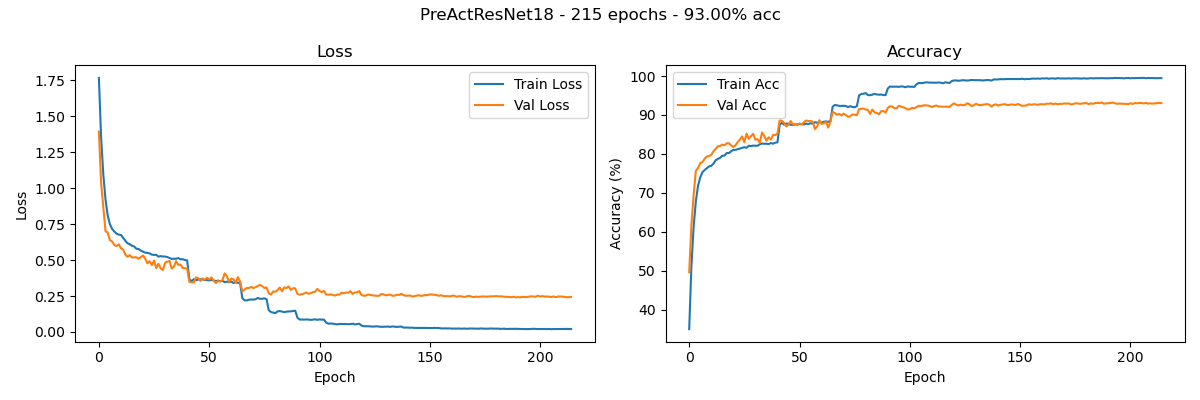 PreActResNet18 - 215 epochs - 93.00% acc
Loss
1.75
1.50
1.25
1.00
0.75
0.50
0.25
0.00
Loss
Train Loss
Val Loss
0
50
100
150
200
Epoch
Accuracy
100
90
80
70
60
50
40
Accuracy (%)
Train Acc
Val Acc
0
50
100
150
200
Epoch